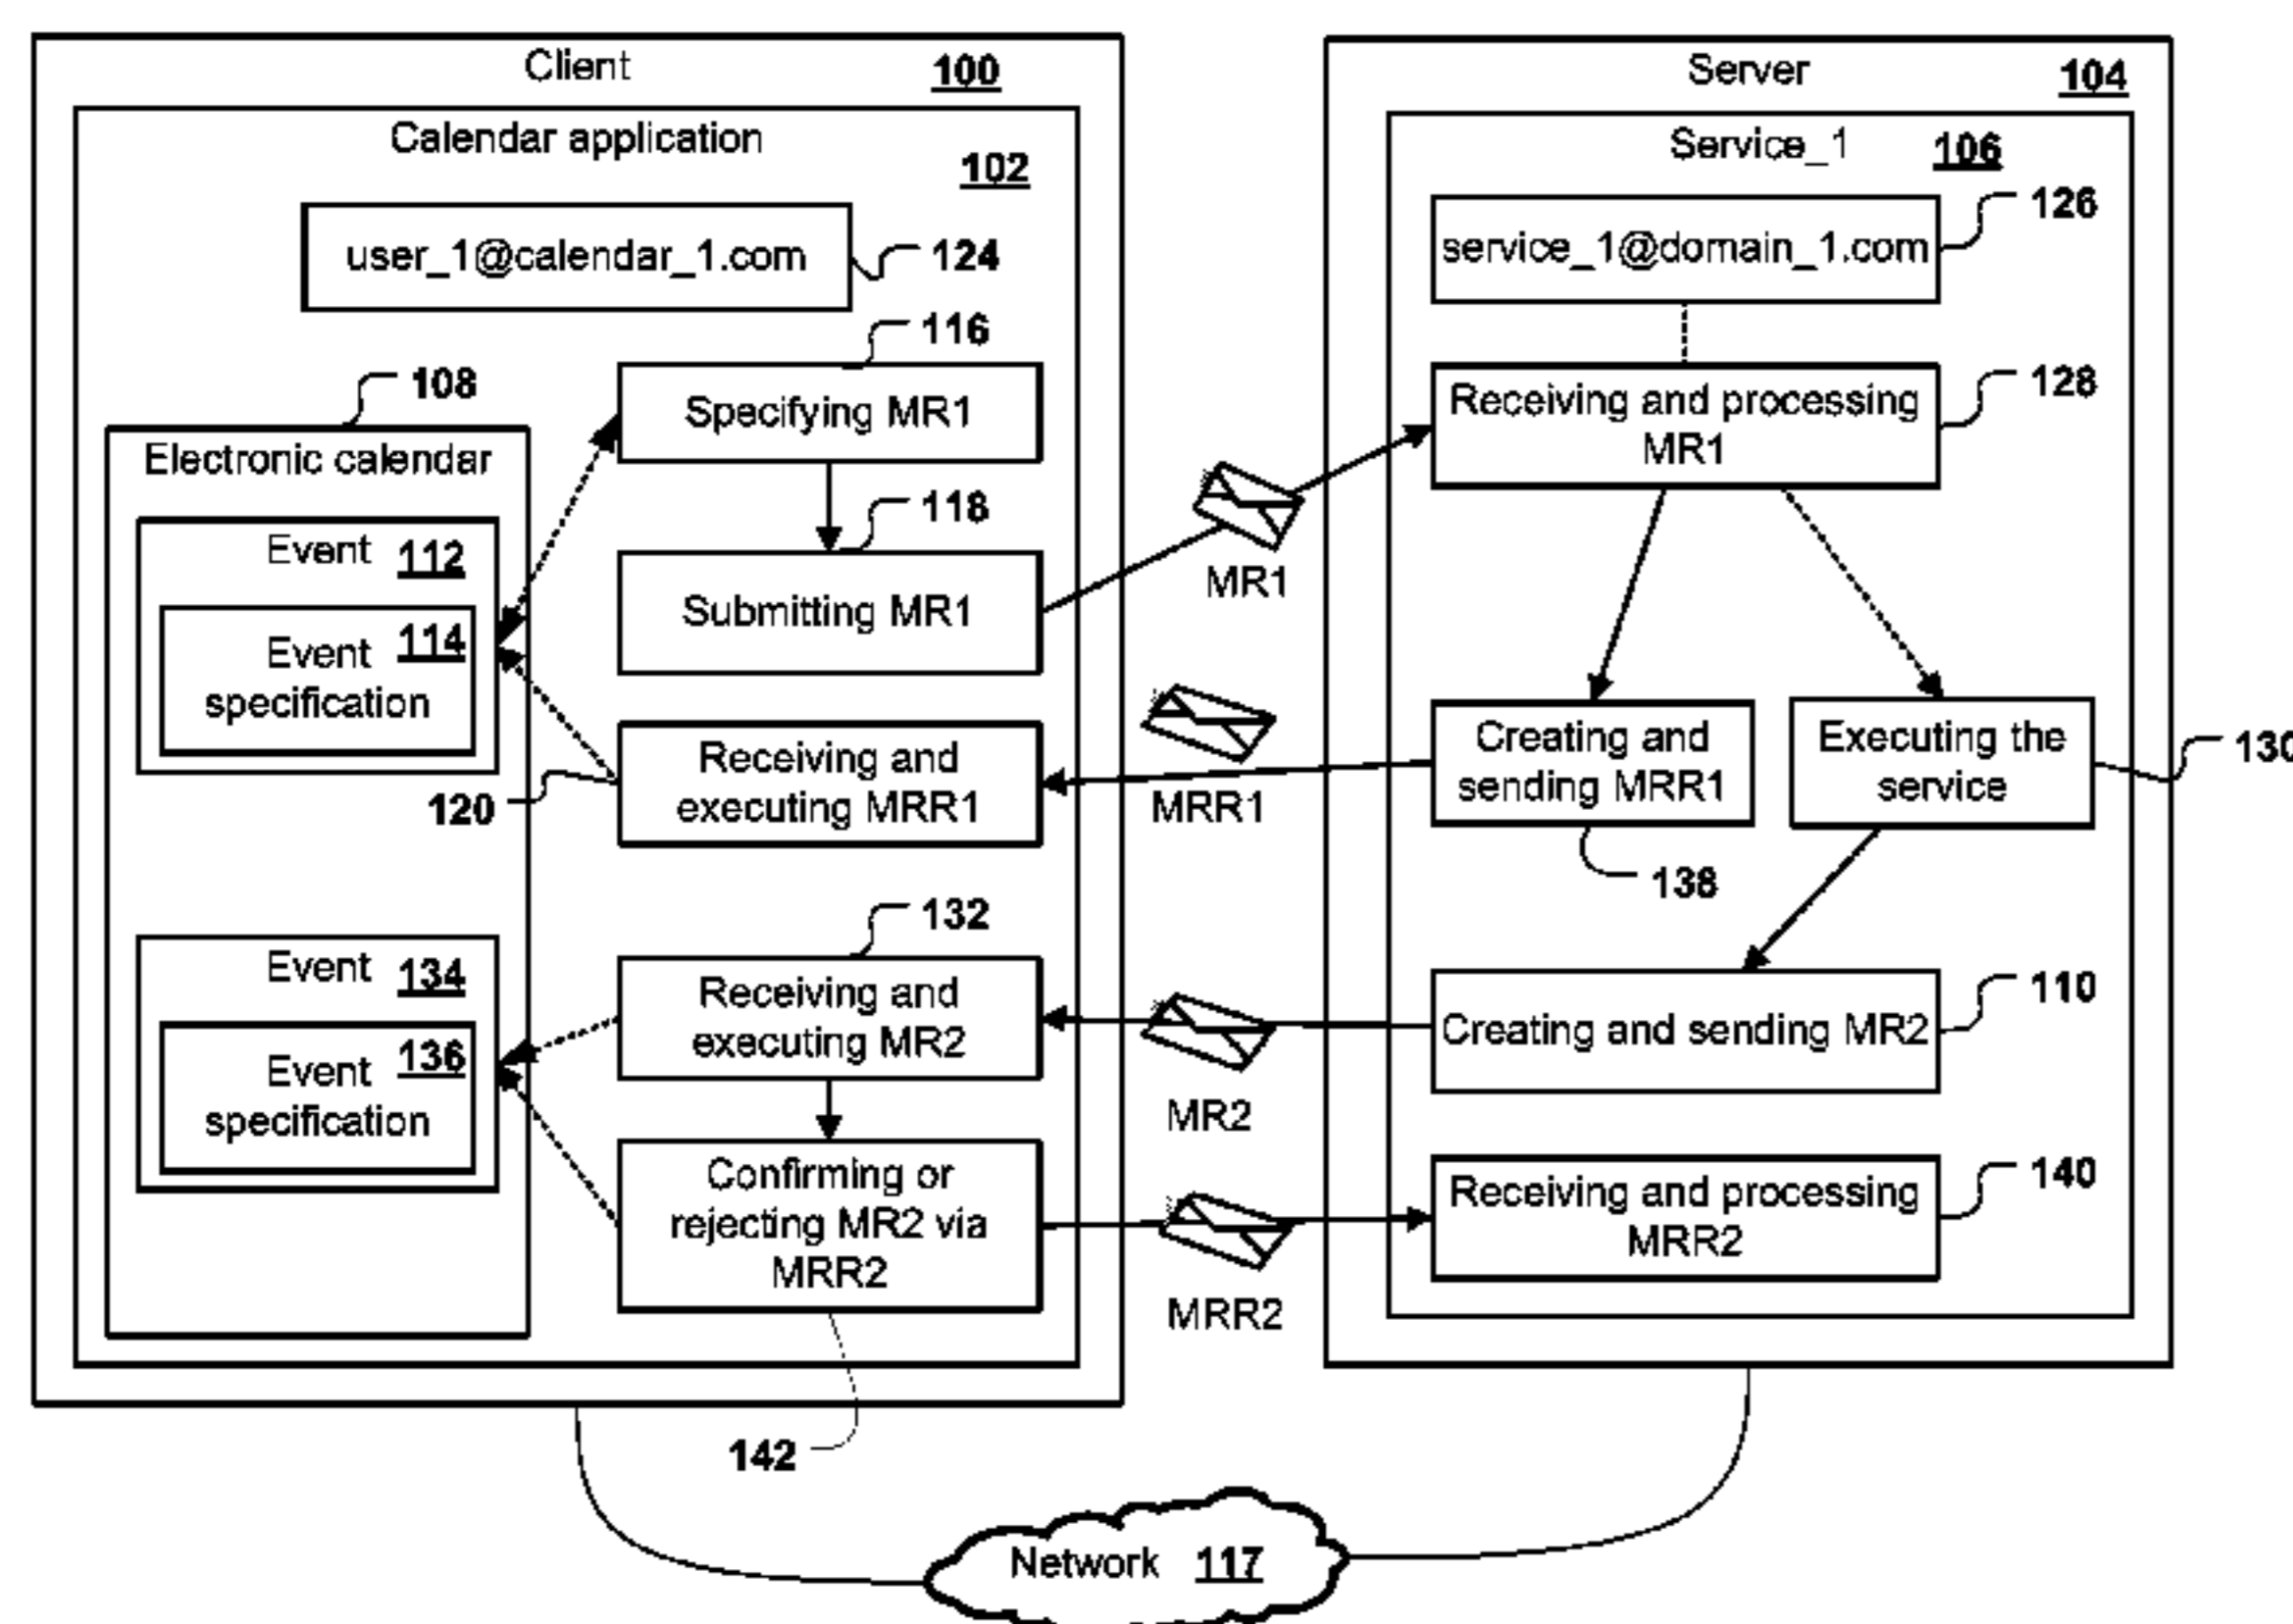 Client 100
Calendar application
102
user_1@calendar_1.com
124
116
Specifying MR1
108
Electronic calendar
118
Submitting MR1
Event 112
Event 114
specification
Receiving and
executing MRR1
120
132
Event 134
Event 136
specification
Receiving and
executing MR2
Confirming or
rejecting MR2 via
MRR2
142
MR1
MRR1
MR2
MRR2
Server 104
Service_1 106
126
service_1@domain_1.com
128
Receiving and processing
MR1
Creating and
sending MRR1
138
Executing the
service
130
110
Creating and sending MR2
140
Receiving and processing
MRR2
Network 117